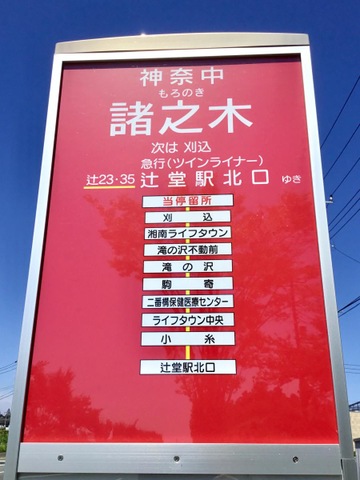 神奈中
もろのき
諸之木
次は 刈込
急行(ツインライナー)
辻23・35 辻堂駅北口 ゆき
当停留所
刈込
湘南ライフタウン
滝の沢不動前
滝の沢
駒寄
二番構保健医療センター
ライフタウン中央
小糸
辻堂駅北口